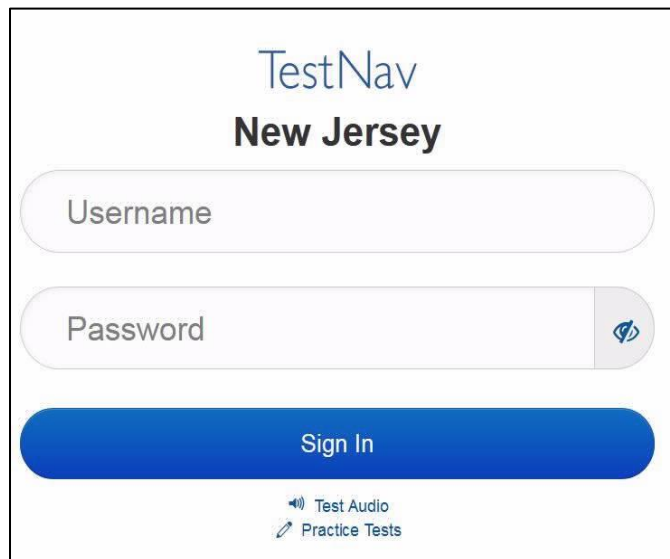 TestNav
New Jersey
Username
Password
Sign In
Test Audio
Practice Tests